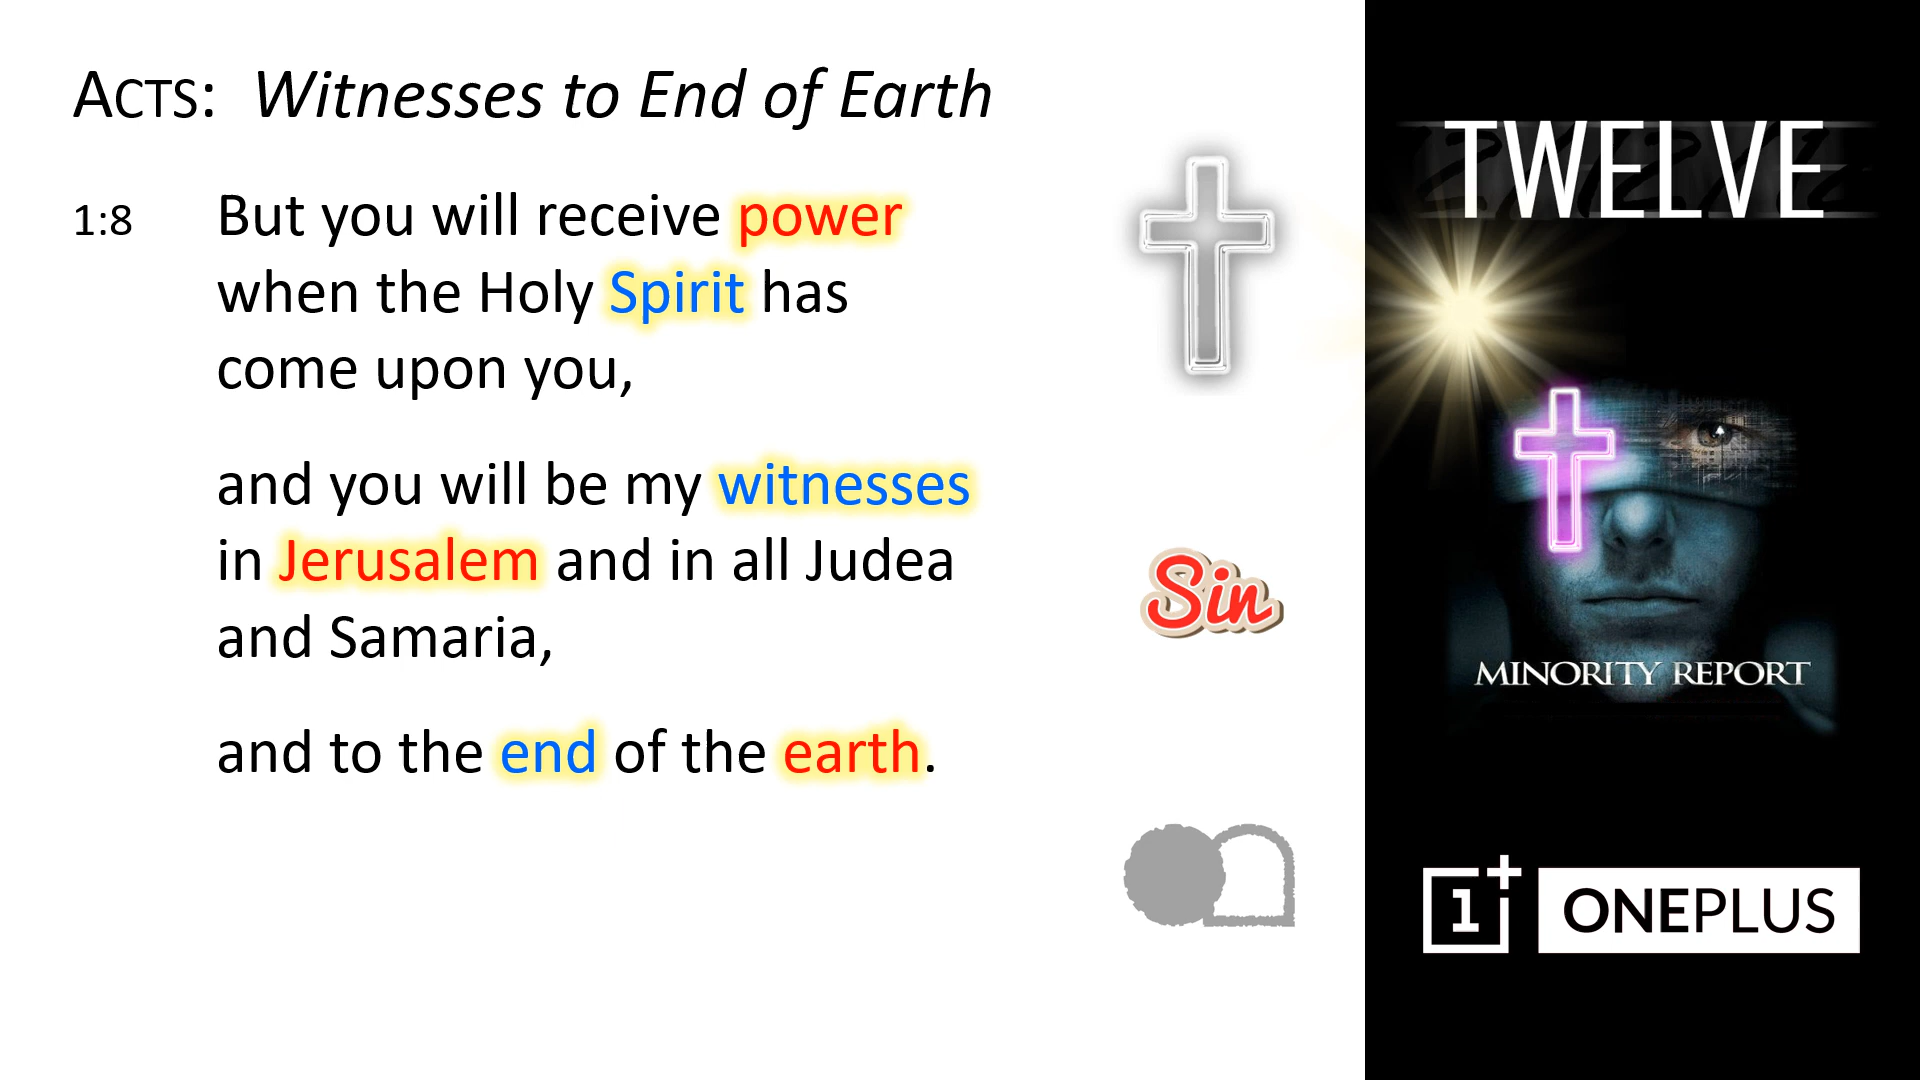 ACTS: Witnesses to End of Earth
1:8 But you will receive power
when the Holy Spirit has
come upon you,
and you will be my witnesses
in Jerusalem and in all Judea
and Samaria,
and to the end of the earth.
Sin
TWELVE
MINORITY REPORT
1+ ONEPLUS